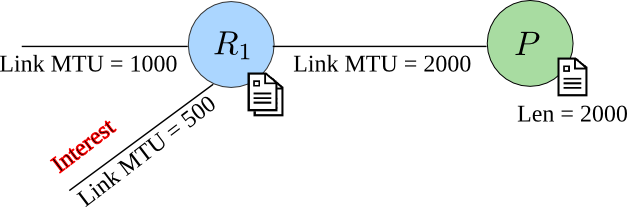 R1
P
Link MTU = 1000
Link MTU = 2000
Len = 2000
Interest
Link MTU = 500